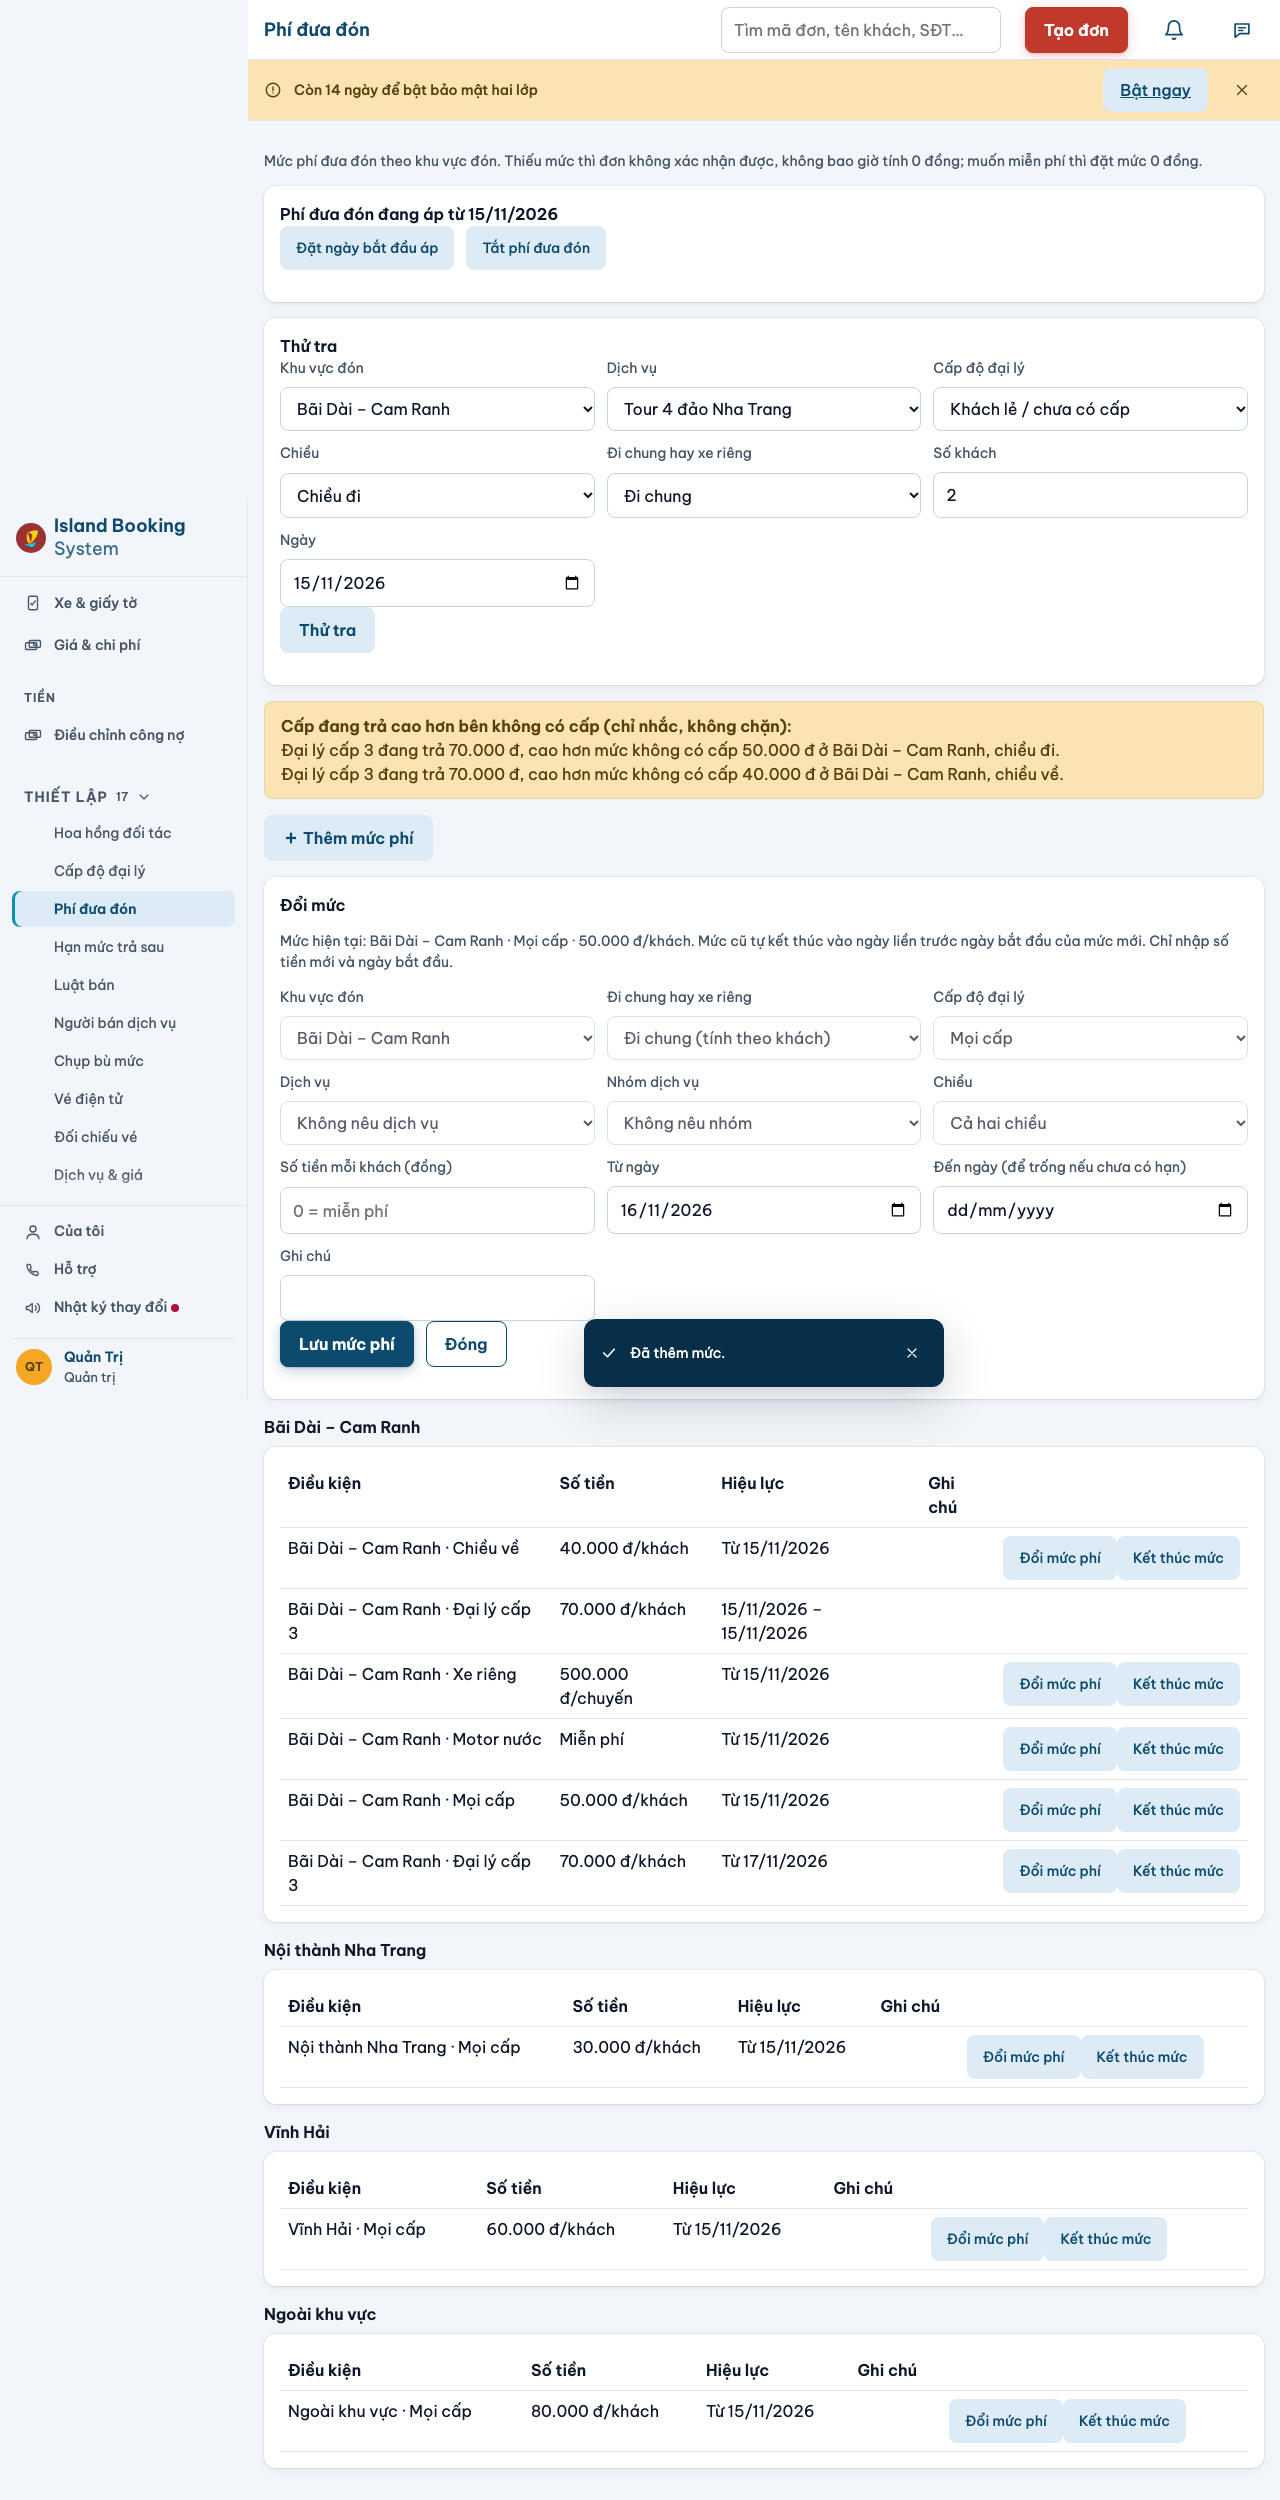 Phí đưa đón
Tìm mã đơn, tên khách, SĐT...
Tạo đơn
Còn 14 ngày để bật bảo mật hai lớp
Bật ngay
Mức phí đưa đón theo khu vực đón. Thiếu mức thì đơn không xác nhận được, không bao giờ tính 0 đồng; muốn miễn phí thì đặt mức 0 đồng.
Phí đưa đón đang áp từ 15/11/2026
Đặt ngày bắt đầu áp
Tắt phí đưa đón
Thử tra
Khu vực đón
Dịch vụ
Cấp độ đại lý
Bãi Dài – Cam Ranh
Tour 4 đảo Nha Trang
Khách lẻ / chưa có cấp
Chiều
Đi chung hay xe riêng
Số khách
Chiều đi
Đi chung
2
Ngày
15/11/2026
Thử tra
Cấp đang trả cao hơn bên không có cấp (chỉ nhắc, không chặn):
Đại lý cấp 3 đang trả 70.000 đ, cao hơn mức không có cấp 50.000 đ ở Bãi Dài – Cam Ranh, chiều đi.
Đại lý cấp 3 đang trả 70.000 đ, cao hơn mức không có cấp 40.000 đ ở Bãi Dài – Cam Ranh, chiều về.
+ Thêm mức phí
Đổi mức
Mức hiện tại: Bãi Dài – Cam Ranh · Mọi cấp · 50.000 đ/khách. Mức cũ tự kết thúc vào ngày liền trước ngày bắt đầu của mức mới. Chỉ nhập số
tiền mới và ngày bắt đầu.
Khu vực đón
Đi chung hay xe riêng
Cấp độ đại lý
Bãi Dài – Cam Ranh
Đi chung (tính theo khách)
Mọi cấp
Dịch vụ
Nhóm dịch vụ
Chiều
Không nêu dịch vụ
Không nêu nhóm
Cả hai chiều
Số tiền mỗi khách (đồng)
Từ ngày
Đến ngày (để trống nếu chưa có hạn)
0 = miễn phí
16/11/2026
dd/mm/yyyy
Ghi chú
Lưu mức phí
Đóng
Đã thêm mức.
Island Booking
System
Xe & giấy tờ
Giá & chi phí
TIỀN
Điều chỉnh công nợ
THIẾT LẬP 17
Hoa hồng đối tác
Cấp độ đại lý
Phí đưa đón
Hạn mức trả sau
Luật bán
Người bán dịch vụ
Chụp bù mức
Vé điện tử
Đối chiếu vé
Dịch vụ & giá
Của tôi
Hỗ trợ
Nhật ký thay đổi
QT
Quản Trị
Quản trị
Bãi Dài – Cam Ranh
Điều kiện
Số tiền
Hiệu lực
Ghi
chú
Bãi Dài – Cam Ranh · Chiều về
40.000 đ/khách
Từ 15/11/2026
Đổi mức phí
Kết thúc mức
Bãi Dài – Cam Ranh · Đại lý cấp
3
70.000 đ/khách
15/11/2026 –
15/11/2026
Bãi Dài – Cam Ranh · Xe riêng
500.000
đ/chuyến
Từ 15/11/2026
Đổi mức phí
Kết thúc mức
Bãi Dài – Cam Ranh · Motor nước
Miễn phí
Từ 15/11/2026
Đổi mức phí
Kết thúc mức
Bãi Dài – Cam Ranh · Mọi cấp
50.000 đ/khách
Từ 15/11/2026
Đổi mức phí
Kết thúc mức
Bãi Dài – Cam Ranh · Đại lý cấp
3
70.000 đ/khách
Từ 17/11/2026
Đổi mức phí
Kết thúc mức
Nội thành Nha Trang
Điều kiện
Số tiền
Hiệu lực
Ghi chú
Nội thành Nha Trang · Mọi cấp
30.000 đ/khách
Từ 15/11/2026
Đổi mức phí
Kết thúc mức
Vĩnh Hải
Điều kiện
Số tiền
Hiệu lực
Ghi chú
Vĩnh Hải · Mọi cấp
60.000 đ/khách
Từ 15/11/2026
Đổi mức phí
Kết thúc mức
Ngoài khu vực
Điều kiện
Số tiền
Hiệu lực
Ghi chú
Ngoài khu vực · Mọi cấp
80.000 đ/khách
Từ 15/11/2026
Đổi mức phí
Kết thúc mức